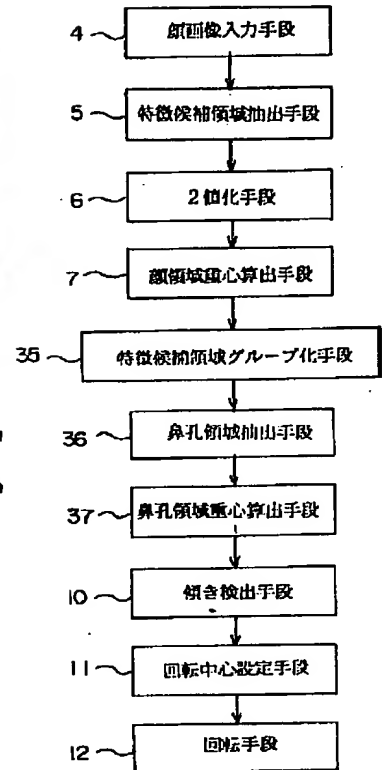 4 顔画像入力手段
5 特徴候補領域抽出手段
6 2値化手段
7 顔領域重心算出手段
35 特徴候補領域グループ化手段
36 鼻孔領域抽出手段
37 鼻孔領域重心算出手段
10 傾き検出手段
11 回転中心設定手段
12 回転手段